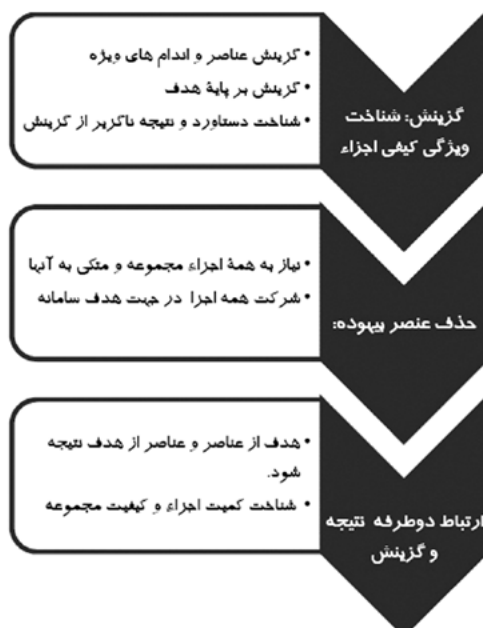 گزینش: شناخت
ویژگی کیفی اجزاء
• گزینش عناصر و اندام های ویژه
• گزینش بر پایهٔ هدف
• شناخت دستاورد و نتیجه ناگزیر از گزینش
حذف عنصر بیهوده:
• نیاز به همهٔ اجزاء مجموعه و متکی به آنها
• شرکت همه اجزا در جهت هدف سامانه
ارتباط دوطرفه نتیجه
و گزینش
• هدف از عناصر و عناصر از هدف نتیجه
شود.
• شناخت کمیت اجزاء و کیفیت مجموعه